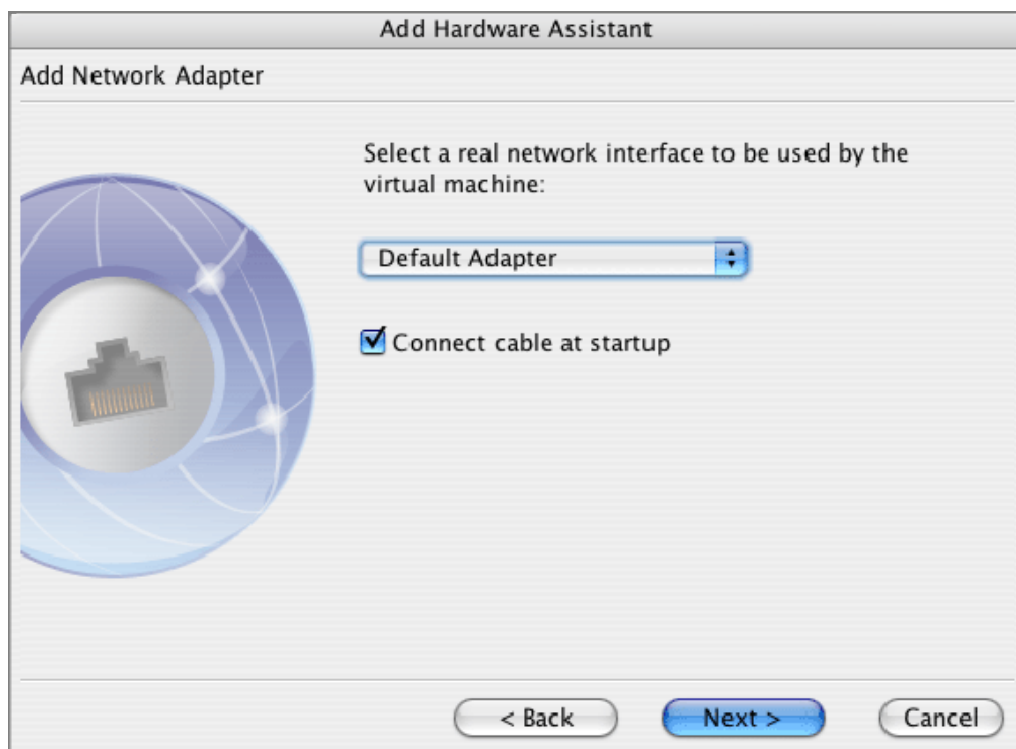 Add Hardware Assistant
Add Network Adapter
Select a real network interface to be used by the
virtual machine:
Default Adapter
Connect cable at startup
< Back
Next >
Cancel